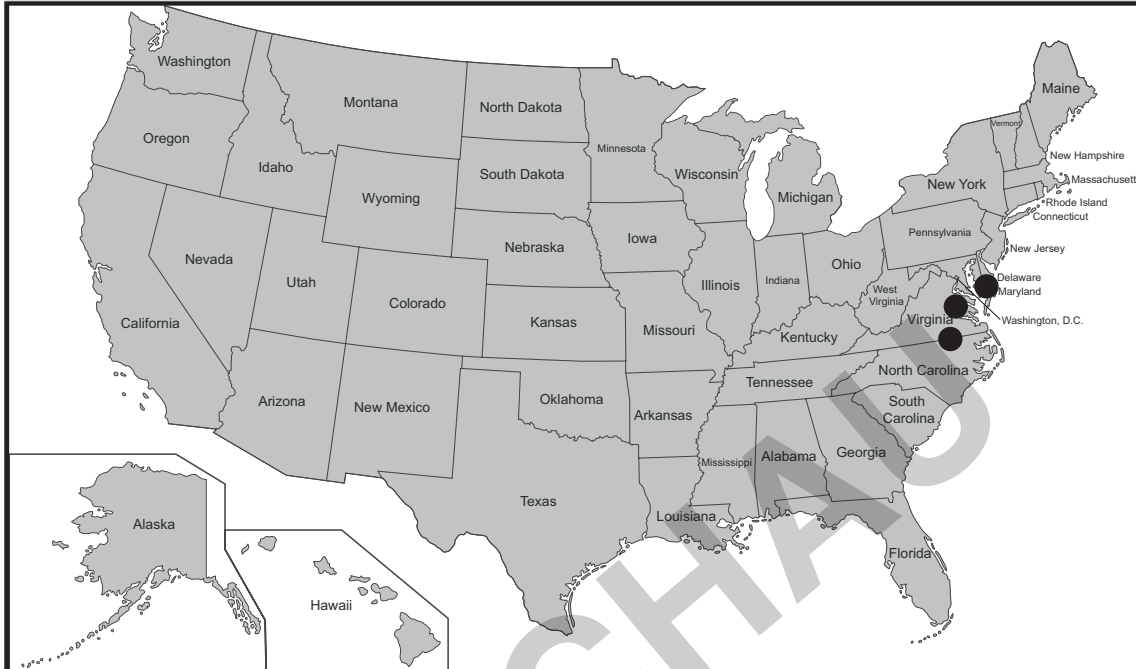 Washington
Montana
North Dakota
Minnesota
Maine
Vermont
New Hampshire
Massachusett
Rhode Island
Connecticut
Oregon
Idaho
Wyoming
South Dakota
Wisconsin
Michigan
New York
Pennsylvania
New Jersey
Nebraska
Iowa
Illinois
Indiana
Ohio
West
Virginia
Delaware
Maryland
Washington, D.C.
Virginia
Nevada
Utah
Colorado
California
Kansas
Missouri
Kentucky
North Carolina
Tennessee
South
Carolina
Arizona
New Mexico
Oklahoma
Arkansas
Mississippi
Alabama
Georgia
Texas
Louisiana
Florida
Alaska
Hawaii
CHAU